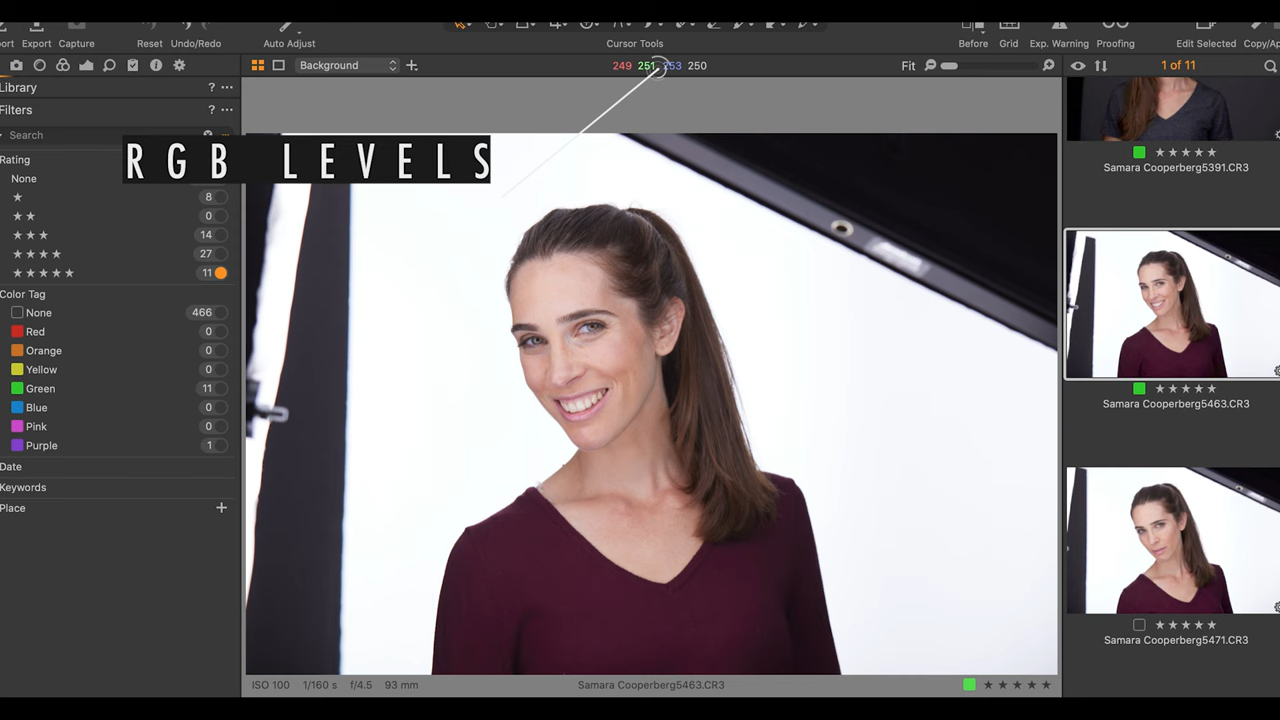 Export Capture Reset Undo/Redo Auto Adjust Cursor Tools Before Grid Exp. Warning Proofing Edit Selected
Background Fit 1 of 11
249 251 253 250
Library ? ...
Filters ? ...
Search
RGB LEVELS
Rating
None
8
0
14
27
11
Color Tag
None 466
Red 0
Orange 0
Yellow 0
Green 11
Blue 0
Pink 0
Purple 1
Date
Keywords
Place
Samara Cooperberg5391.CR3
Samara Cooperberg5463.CR3
Samara Cooperberg5471.CR3
ISO 100 1/160 s f/4.5 93 mm Samara Cooperberg5463.CR3